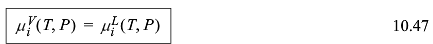 μ_i^V(T, P) = μ_i^L(T, P) 10.47